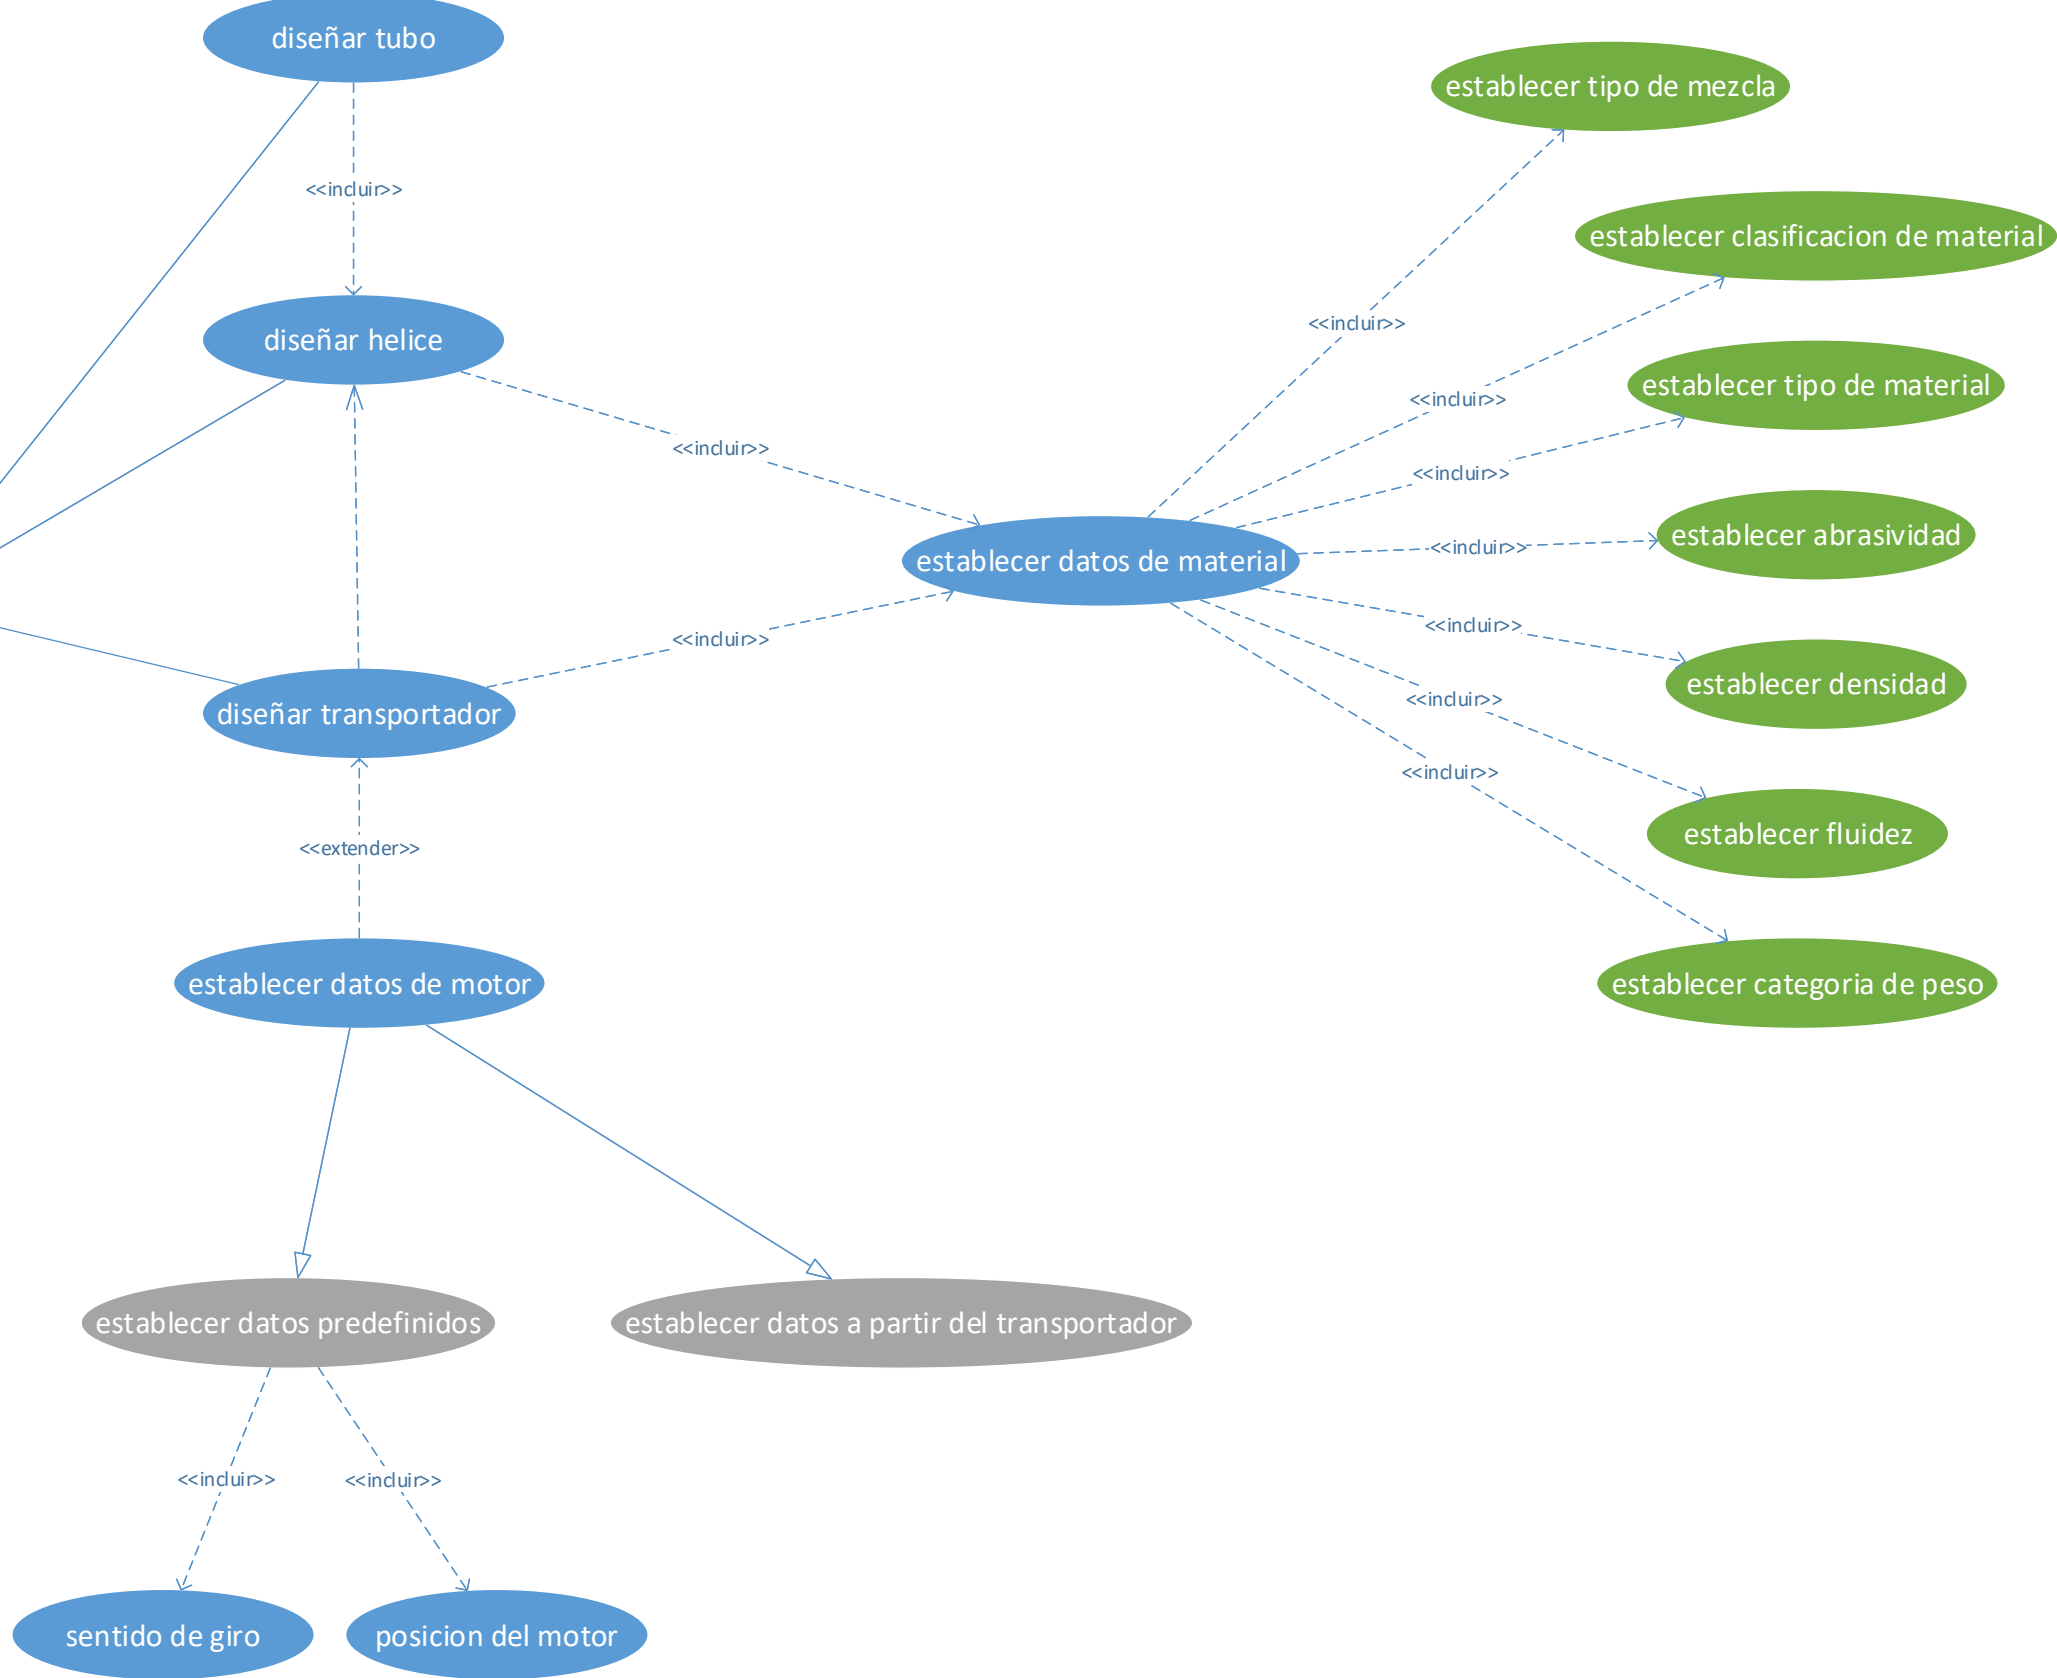 diseñar tubo
establecer tipo de mezcla
<<incluir>>
establecer clasificacion de material
<<incluir>>
diseñar helice
establecer tipo de material
<<incluir>>
<<incluir>>
<<incluir>>
establecer abrasividad
<<incluir>>
establecer datos de material
<<incluir>>
<<incluir>>
establecer densidad
<<incluir>>
diseñar transportador
<<incluir>>
establecer fluidez
<<extender>>
establecer datos de motor
establecer categoria de peso
establecer datos predefinidos
establecer datos a partir del transportador
<<incluir>>
<<incluir>>
sentido de giro
posicion del motor